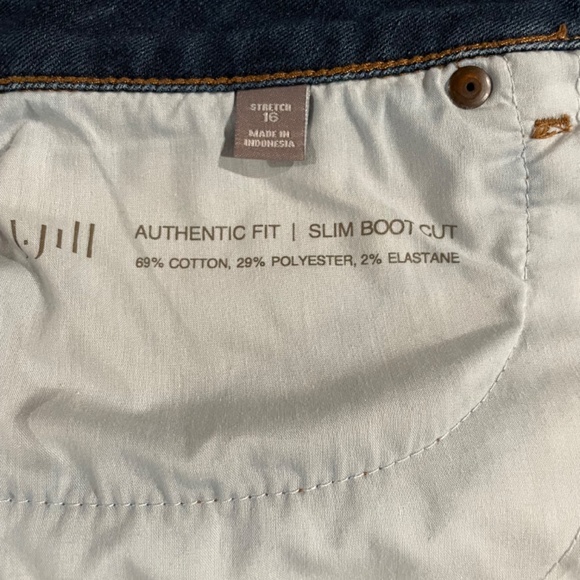 STRETCH
16
MADE IN
INDONESIA
J.Jill
AUTHENTIC FIT | SLIM BOOT CUT
69% COTTON, 29% POLYESTER, 2% ELASTANE